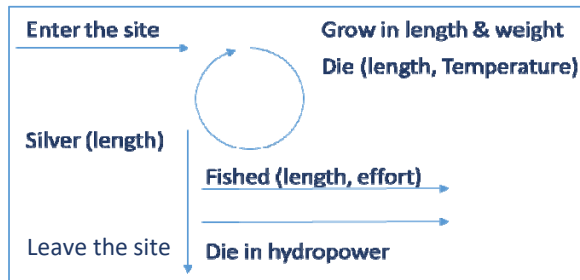 Enter the site
Grow in length & weight
Die (length, Temperature)
Silver (length)
Fished (length, effort)
Leave the site
Die in hydropower